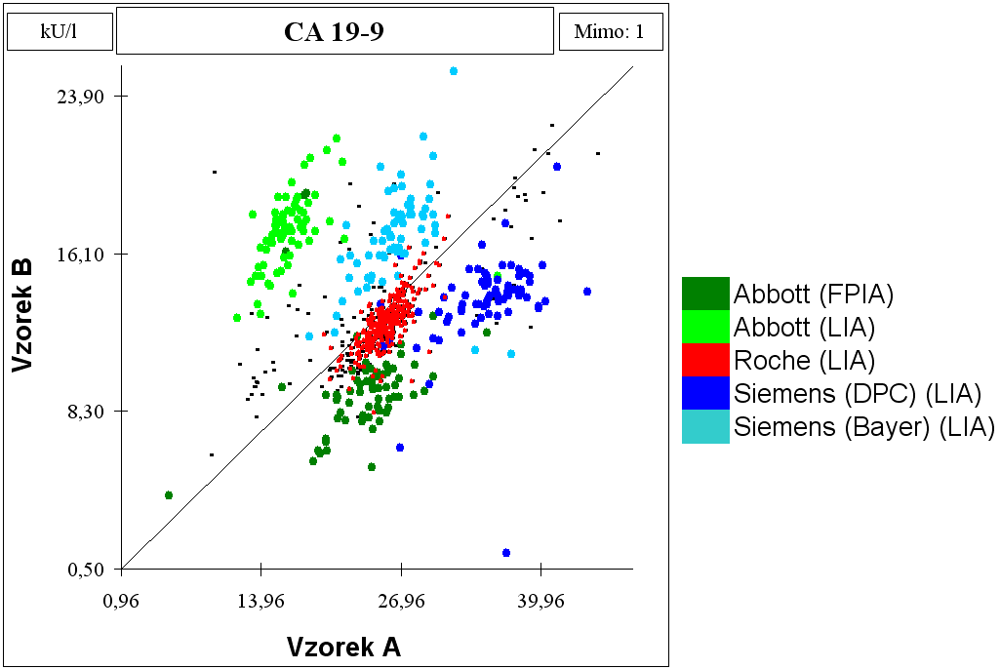 kU/l
CA 19-9
Mimo: 1
23,90
16,10
8,30
0,50
0,96
13,96
26,96
39,96
Vzorek B
Vzorek A
Abbott (FPIA)
Abbott (LIA)
Roche (LIA)
Siemens (DPC) (LIA)
Siemens (Bayer) (LIA)